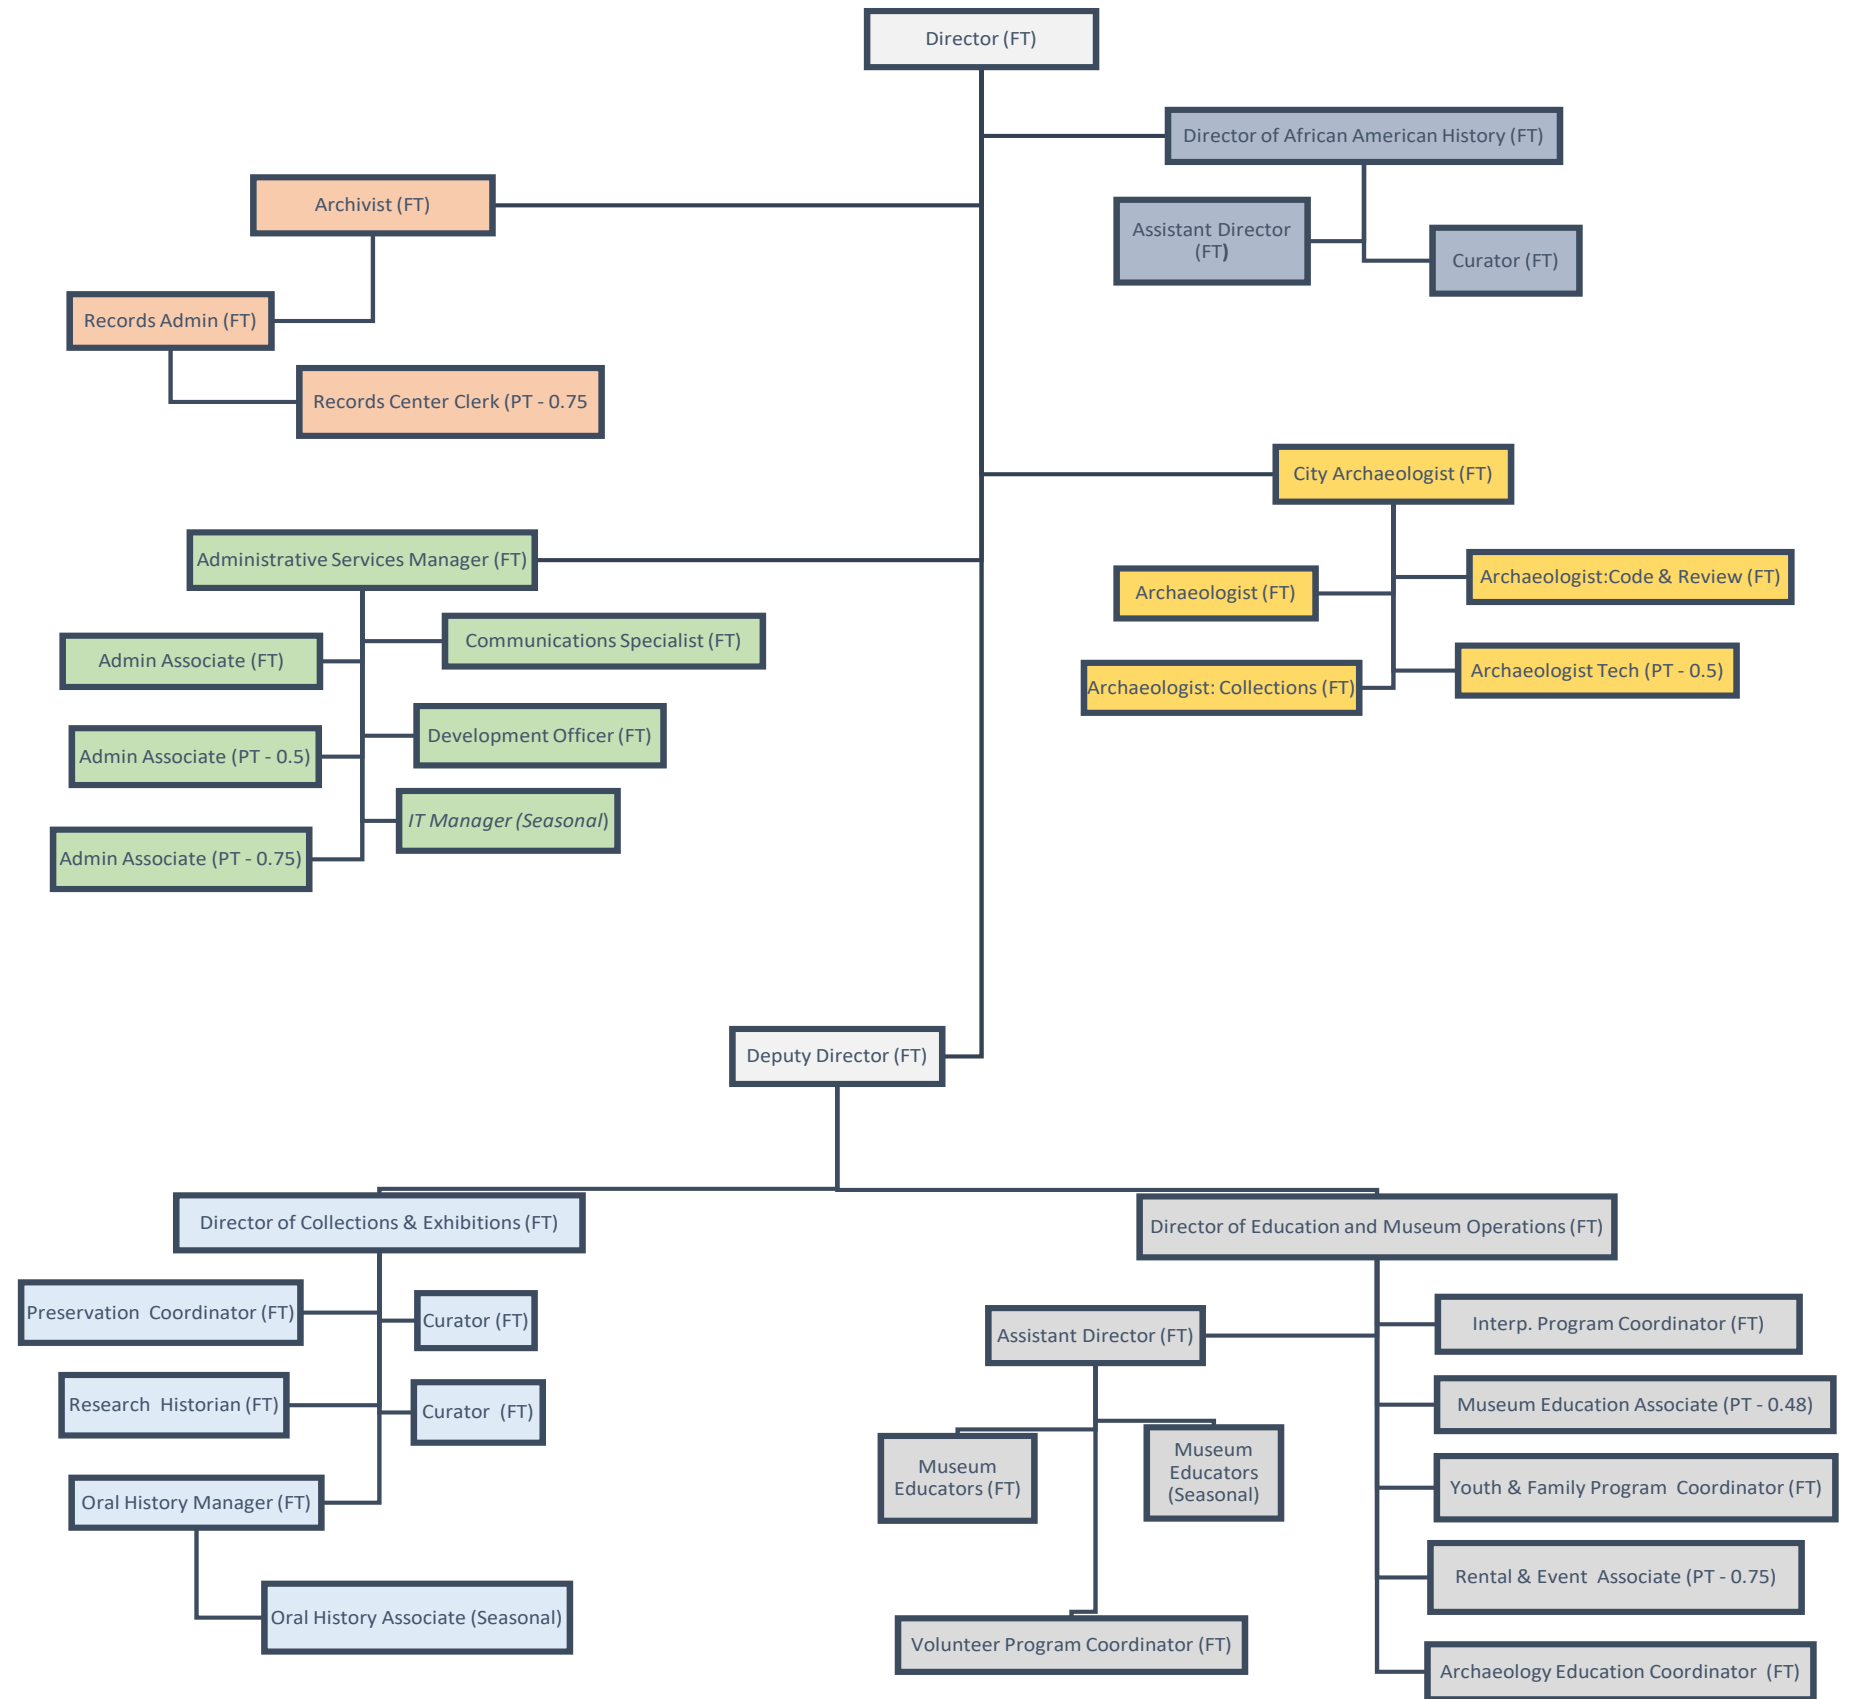 Director (FT)
Director of African American History (FT)
Archivist (FT)
Assistant Director
(FT)
Curator (FT)
Records Admin (FT)
Records Center Clerk (PT - 0.75
City Archaeologist (FT)
Administrative Services Manager (FT)
Archaeologist (FT)
Archaeologist:Code & Review (FT)
Communications Specialist (FT)
Admin Associate (FT)
Archaeologist: Collections (FT)
Archaeologist Tech (PT - 0.5)
Development Officer (FT)
Admin Associate (PT - 0.5)
IT Manager (Seasonal)
Admin Associate (PT - 0.75)
Deputy Director (FT)
Director of Collections & Exhibitions (FT)
Director of Education and Museum Operations (FT)
Preservation Coordinator (FT)
Curator (FT)
Assistant Director (FT)
Interp. Program Coordinator (FT)
Research Historian (FT)
Curator (FT)
Museum Education Associate (PT - 0.48)
Museum
Educators (FT)
Museum
Educators
(Seasonal)
Youth & Family Program Coordinator (FT)
Oral History Manager (FT)
Rental & Event Associate (PT - 0.75)
Oral History Associate (Seasonal)
Volunteer Program Coordinator (FT)
Archaeology Education Coordinator (FT)